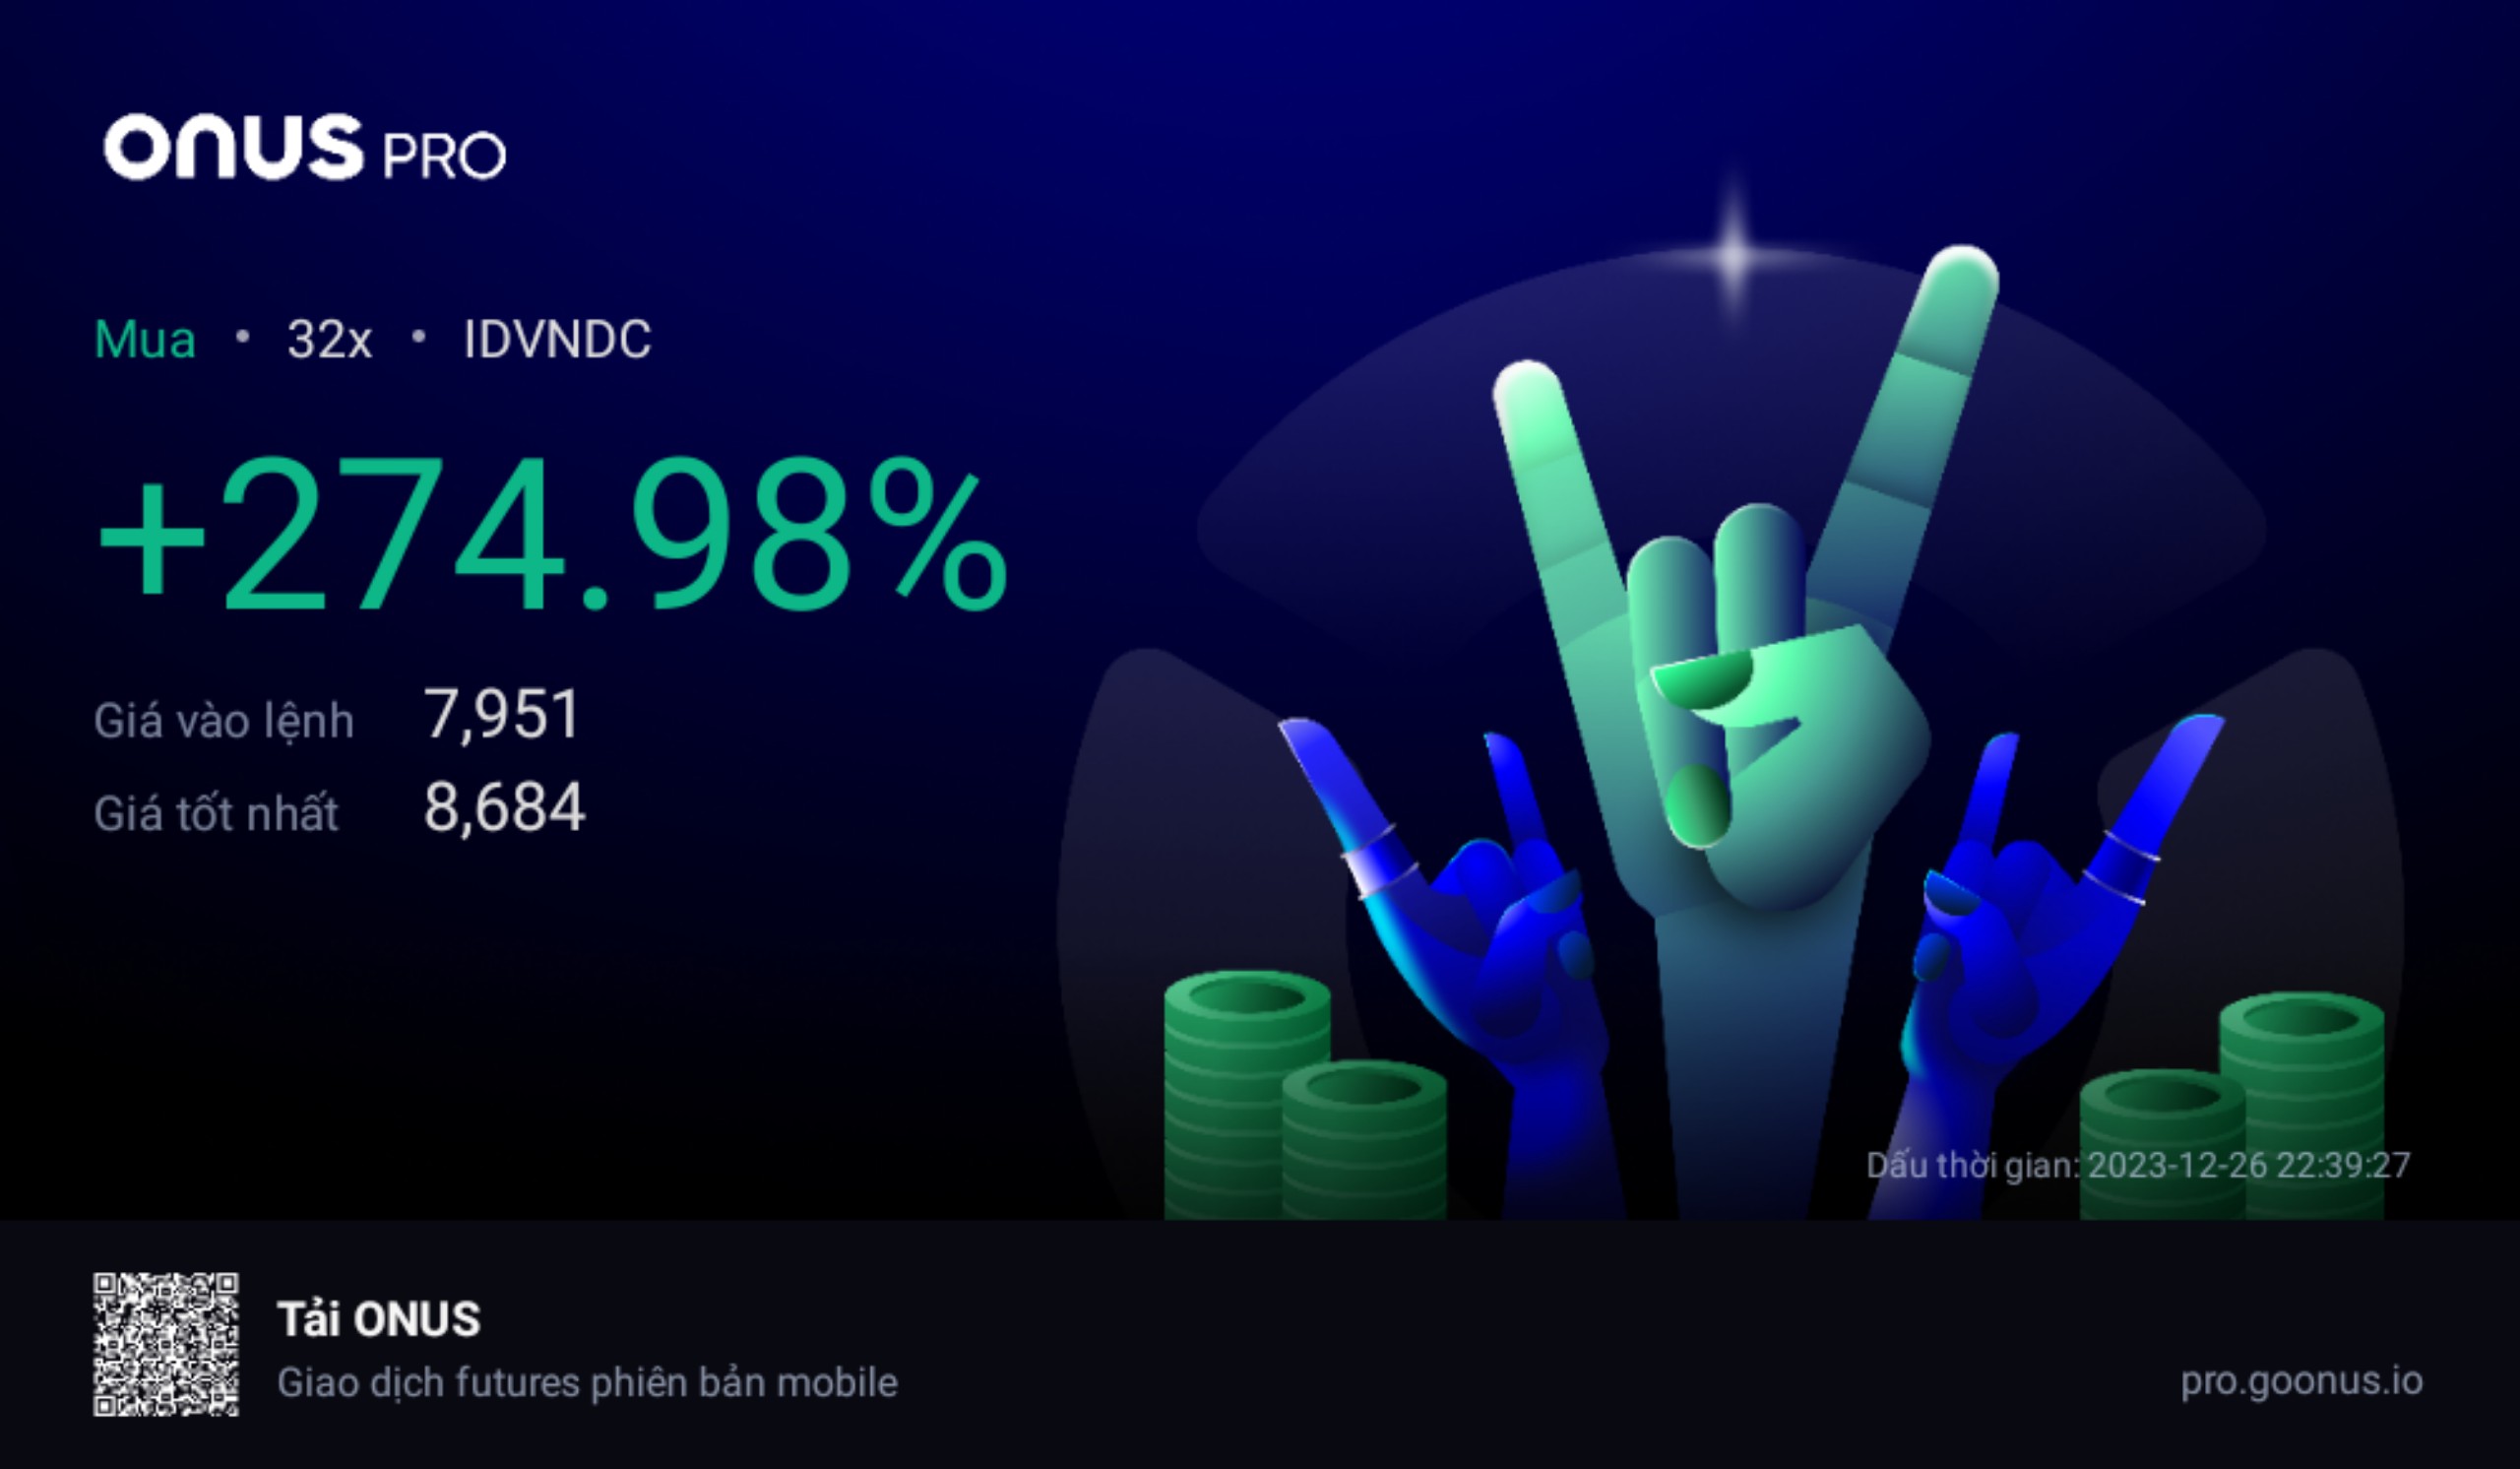 onus PRO
Mua • 32x • IDVNDC
+274.98%
Giá vào lệnh 7,951
Giá tốt nhất 8,684
Dấu thời gian: 2023-12-26 22:39:27
Tải ONUS
Giao dịch futures phiên bản mobile
pro.goonus.io